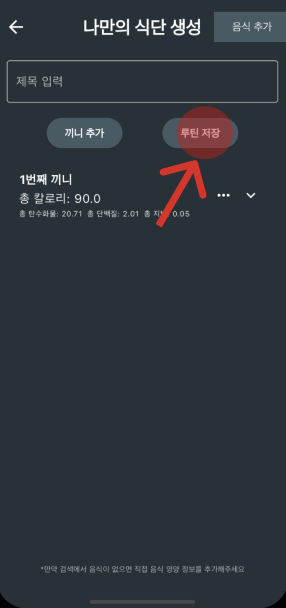 나만의 식단 생성
음식 추가
제목 입력
끼니 추가
루틴 저장
1번째 끼니
총 칼로리: 90.0
총 탄수화물: 20.71 총 단백질: 2.01 총 지방: 0.05
*만약 검색에서 음식이 없으면 직접 음식 영양 정보를 추가해주세요